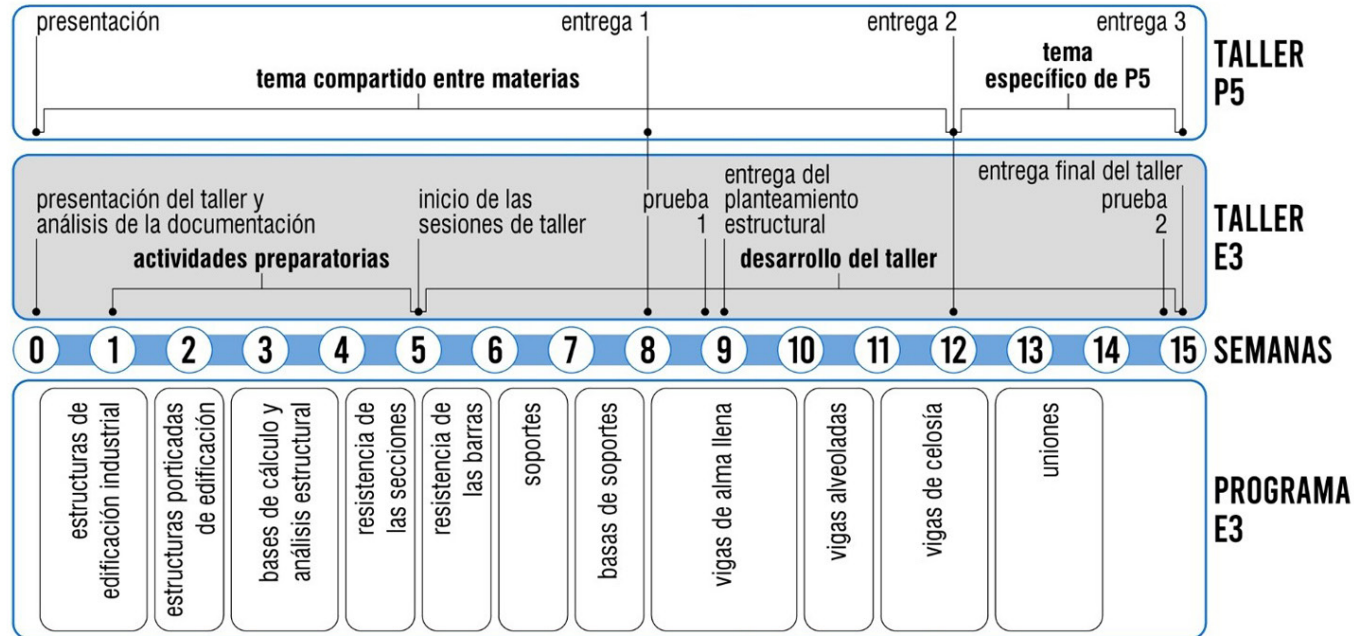 presentación
entrega 1
entrega 2
entrega 3
tema compartido entre materias
tema
específico de P5
TALLER
P5
presentación del taller y
análisis de la documentación
actividades preparatorias
inicio de las
sesiones de taller
prueba
1
entrega del
planteamiento
estructural
desarrollo del taller
entrega final del taller
prueba
2
TALLER
E3
0 1 2 3 4 5 6 7 8 9 10 11 12 13 14 15 SEMANAS
estructuras de
edificación industrial
estructuras porticadas
de edificación
bases de cálculo y
análisis estructural
resistencia de
las secciones
resistencia de
las barras
soportes
basas de soportes
vigas de alma llena
vigas alveoladas
vigas de celosía
uniones
PROGRAMA
E3